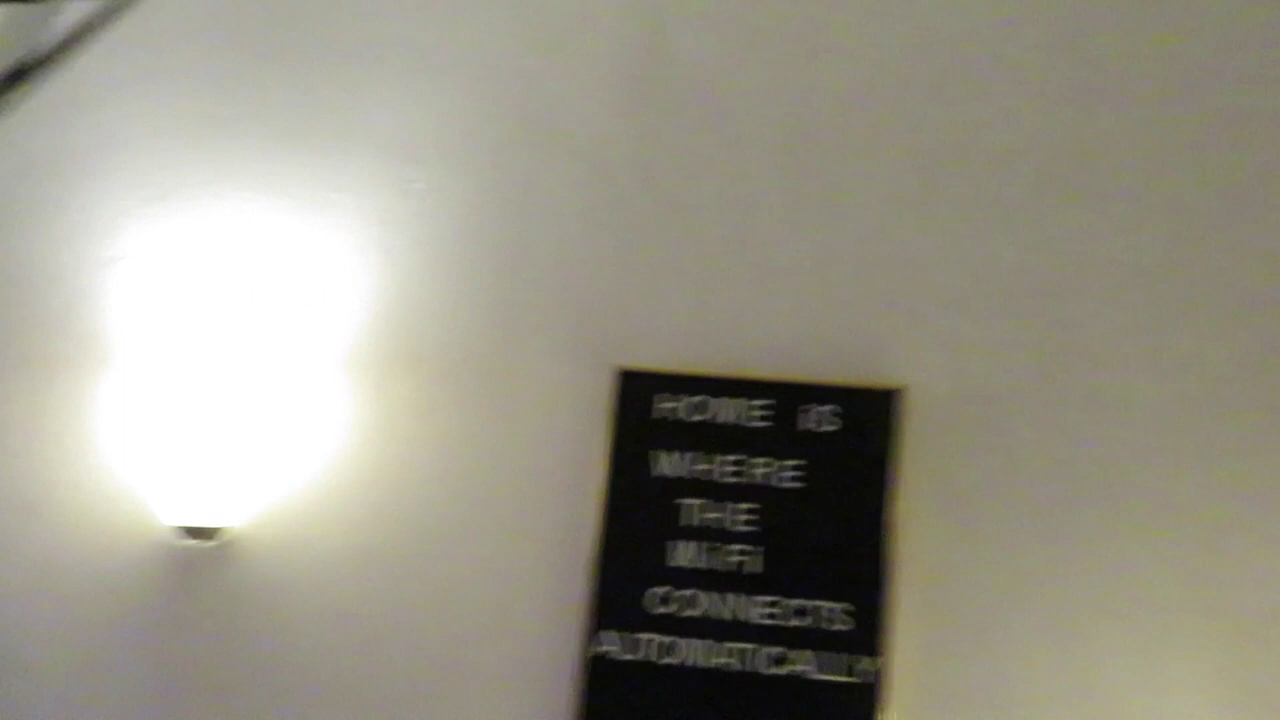 HOME iS
WHERE
THE
WiFi
CONNECTS
AUTOMATICALLY